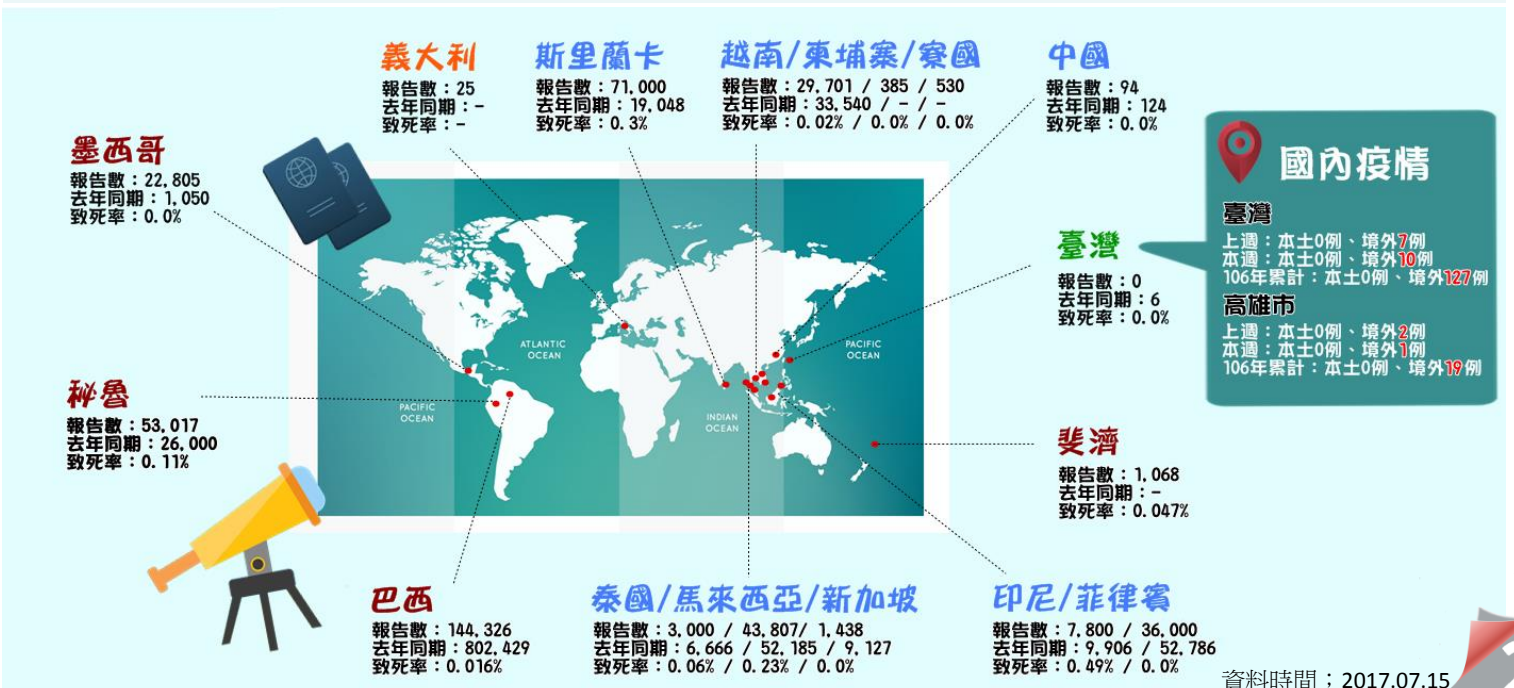 義大利
報告數：25
去年同期：-
致死率：-
斯里蘭卡
報告數：71,000
去年同期：19,048
致死率：0.3%
越南/柬埔寨/寮國
報告數：29,701 / 385 / 530
去年同期：33,540 / - / -
致死率：0.02% / 0.0% / 0.0%
中國
報告數：94
去年同期：124
致死率：0.0%
墨西哥
報告數：22,805
去年同期：1,050
致死率：0.0%
國內疫情
臺灣
上週：本土0例、境外7例
本週：本土0例、境外10例
106年累計：本土0例、境外127例
高雄市
上週：本土0例、境外2例
本週：本土0例、境外1例
106年累計：本土0例、境外19例
臺灣
報告數：0
去年同期：6
致死率：0.0%
ATLANTIC
OCEAN
PACIFIC
OCEAN
PACIFIC
OCEAN
INDIAN
OCEAN
秘魯
報告數：53,017
去年同期：26,000
致死率：0.11%
斐濟
報告數：1,068
去年同期：-
致死率：0.047%
巴西
報告數：144,326
去年同期：802,429
致死率：0.016%
泰國/馬來西亞/新加坡
報告數：3,000 / 43,807/ 1,438
去年同期：6,666 / 52,185 / 9,127
致死率：0.06% / 0.23% / 0.0%
印尼/菲律賓
報告數：7,800 / 36,000
去年同期：9,906 / 52,786
致死率：0.49% / 0.0%
資料時間；2017.07.15